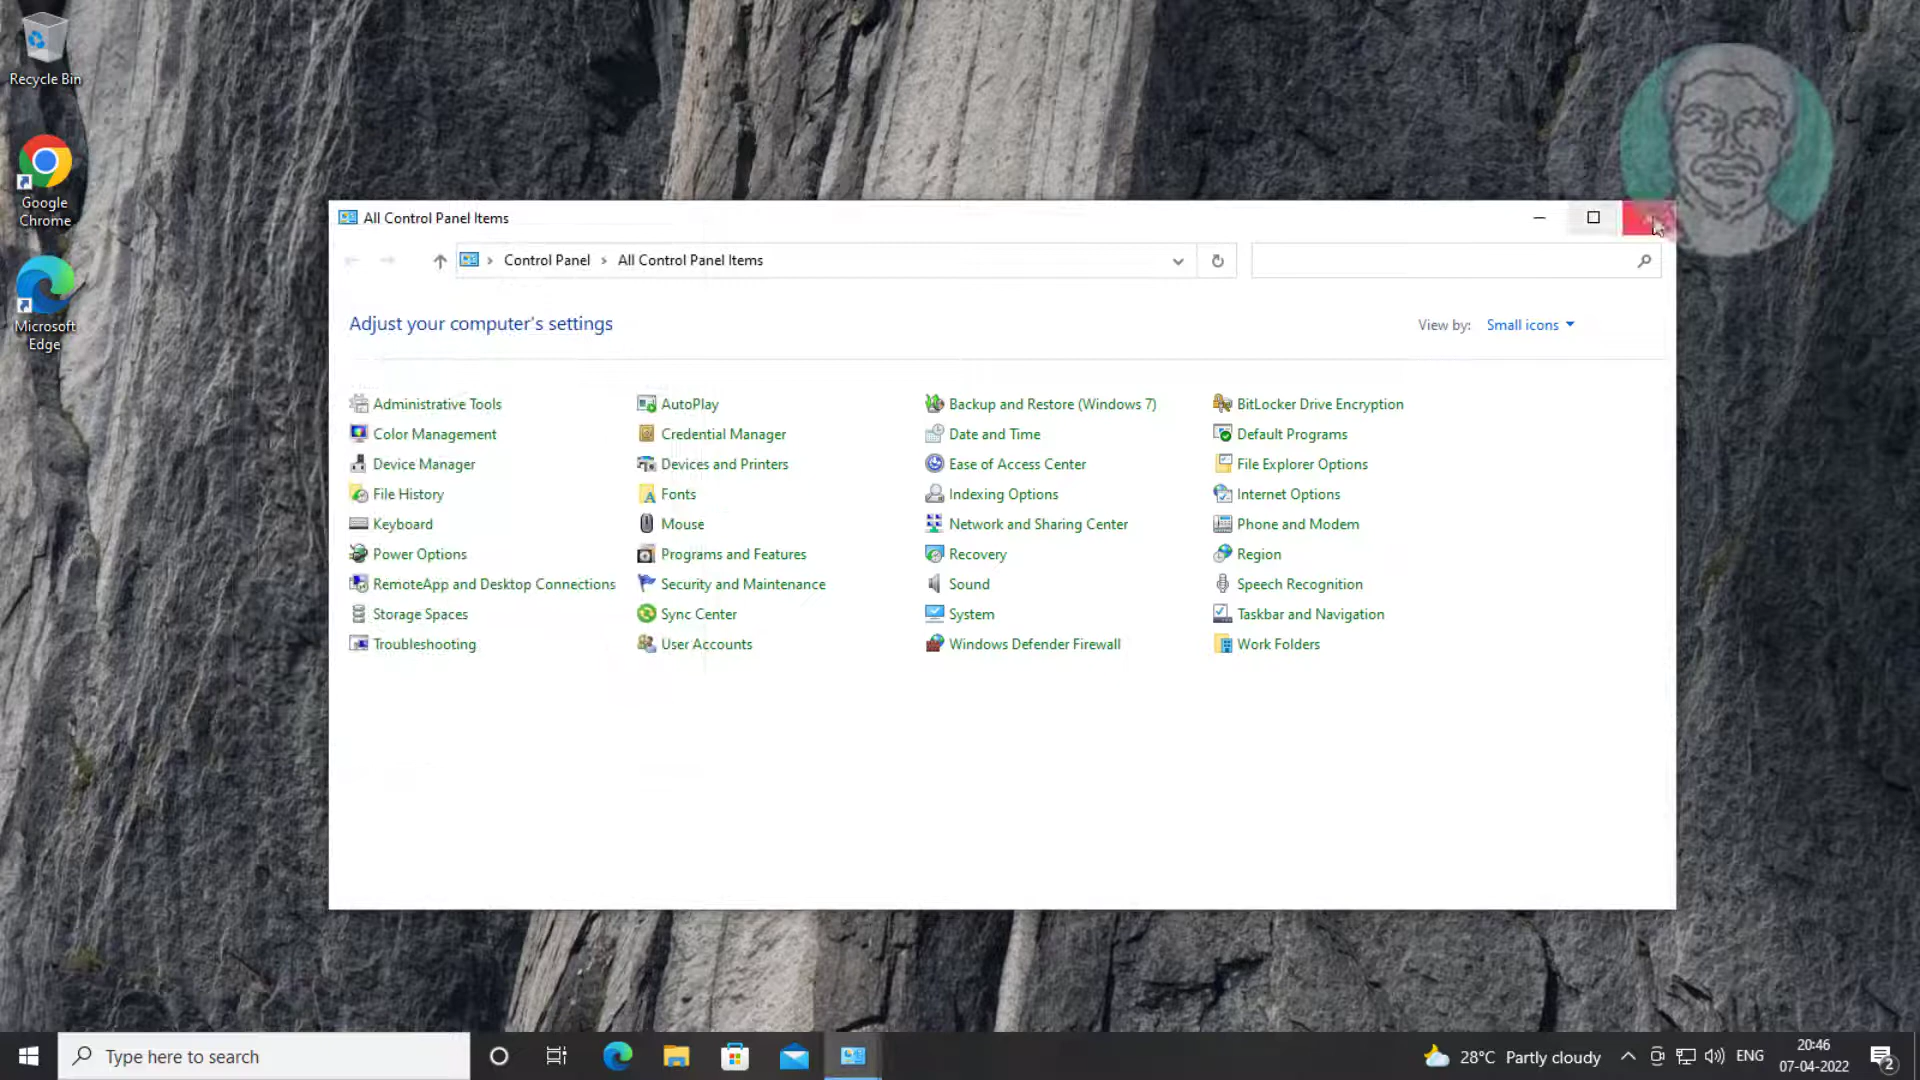 Recycle Bin
Google
Chrome
Microsoft
Edge
All Control Panel Items
Control Panel > All Control Panel Items
Adjust your computer's settings
View by: Small icons
Administrative Tools
AutoPlay
Backup and Restore (Windows 7)
BitLocker Drive Encryption
Color Management
Credential Manager
Date and Time
Default Programs
Device Manager
Devices and Printers
Ease of Access Center
File Explorer Options
File History
Fonts
Indexing Options
Internet Options
Keyboard
Mouse
Network and Sharing Center
Phone and Modem
Power Options
Programs and Features
Recovery
Region
RemoteApp and Desktop Connections
Security and Maintenance
Sound
Speech Recognition
Storage Spaces
Sync Center
System
Taskbar and Navigation
Troubleshooting
User Accounts
Windows Defender Firewall
Work Folders
Type here to search
28°C Partly cloudy
ENG
20:46
07-04-2022
2